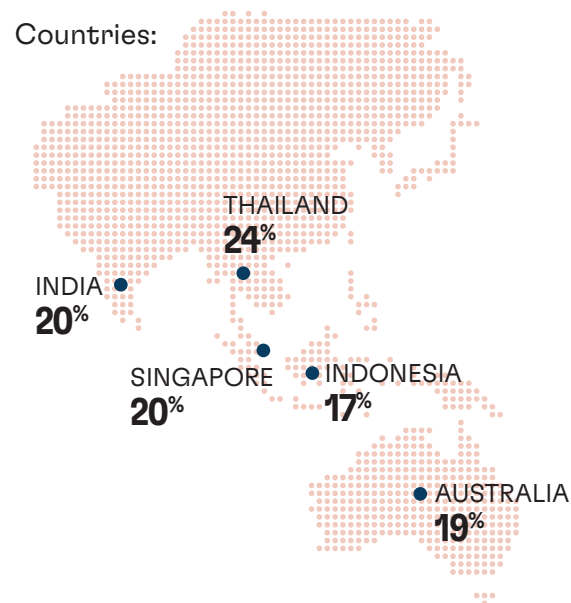 Countries:
THAILAND
24%
INDIA
20%
SINGAPORE
20%
INDONESIA
17%
AUSTRALIA
19%